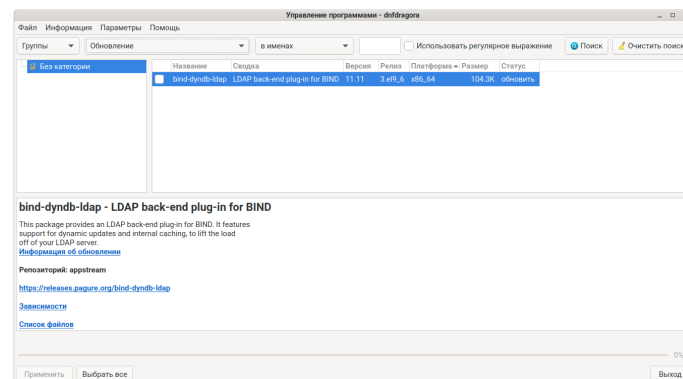 Управление программами - dnfdragora
Файл Информация Параметры Помощь
Группы Обновление в именах Использовать регулярное выражение Поиск Очистить поиск
Без категории
Название Сводка Версия Релиз Платформа Размер Статус
bind-dyndb-ldap LDAP back-end plug-in for BIND 11.11 3.el9_6 x86_64 104.3K обновить
bind-dyndb-ldap - LDAP back-end plug-in for BIND
This package provides an LDAP back-end plug-in for BIND. It features
support for dynamic updates and internal caching, to lift the load
off of your LDAP server.
Информация об обновлении
Репозиторий: appstream
https://releases.pagure.org/bind-dyndb-ldap
Зависимости
Список файлов
0%
Применить Выбрать все Выход